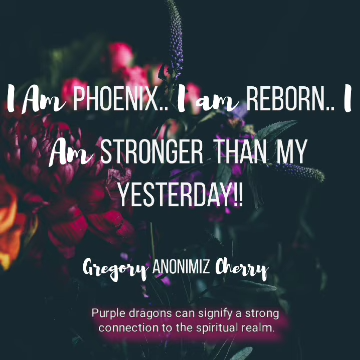 I Am PHOENIX.. I am REBORN.. I
Am STRONGER THAN MY
YESTERDAY!!
Gregory ANONIMIZ Cherry
Purple dragons can signify a strong
connection to the spiritual realm.